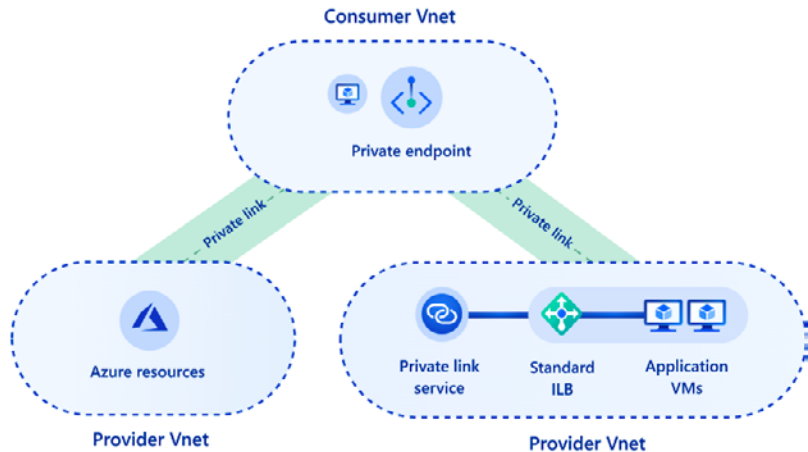 Consumer Vnet
Private endpoint
Private link
Private link
Azure resources
Private link
service
Standard
ILB
Application
VMs
Provider Vnet
Provider Vnet